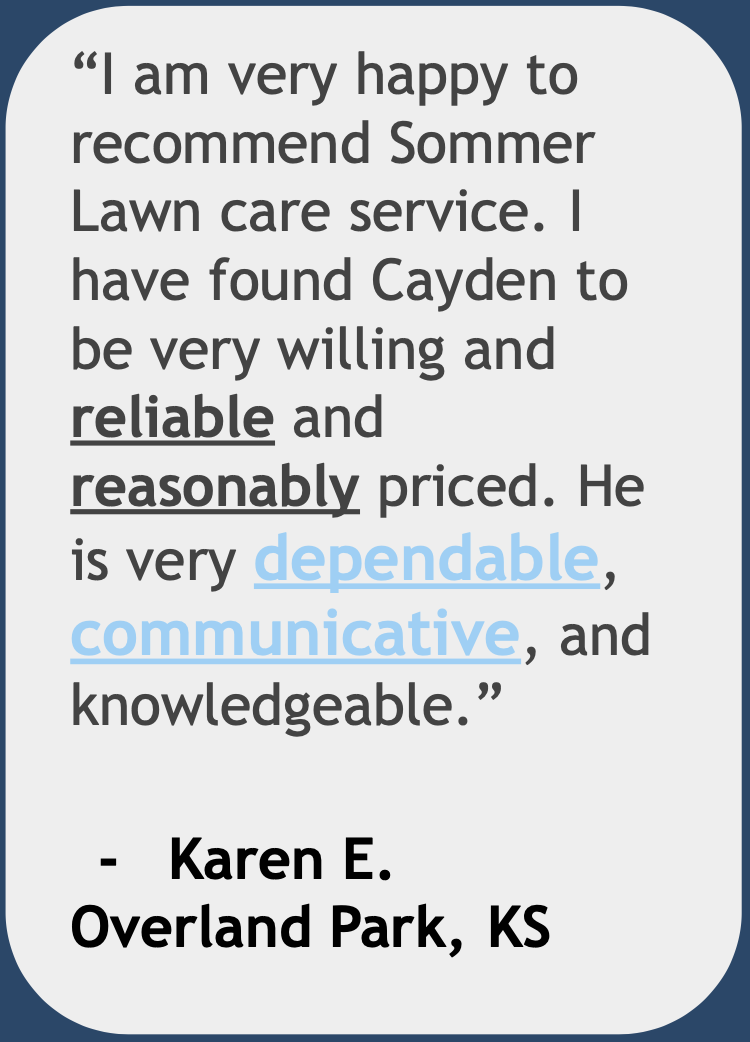 “I am very happy to
recommend Sommer
Lawn care service. I
have found Cayden to
be very willing and
reliable and
reasonably priced. He
is very dependable,
communicative, and
knowledgeable.”
- Karen E.
Overland Park, KS